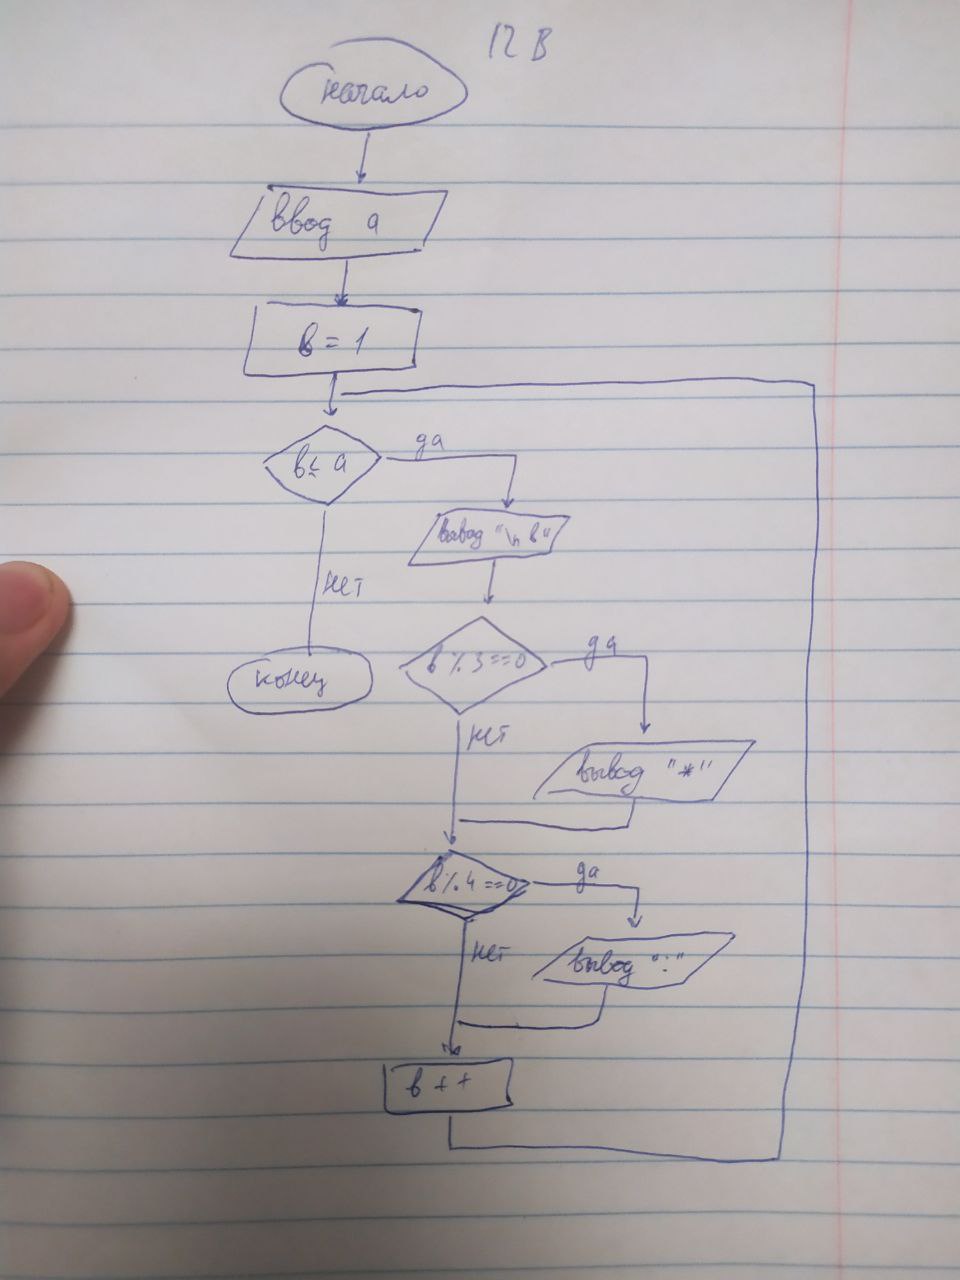 12 В
начало
ввод a
в = 1
в ≤ a
да
вывод "\n в"
нет
конец
в % 3 == 0
да
нет
вывод "*"
в % 4 == 0
да
нет
вывод ":"
в ++